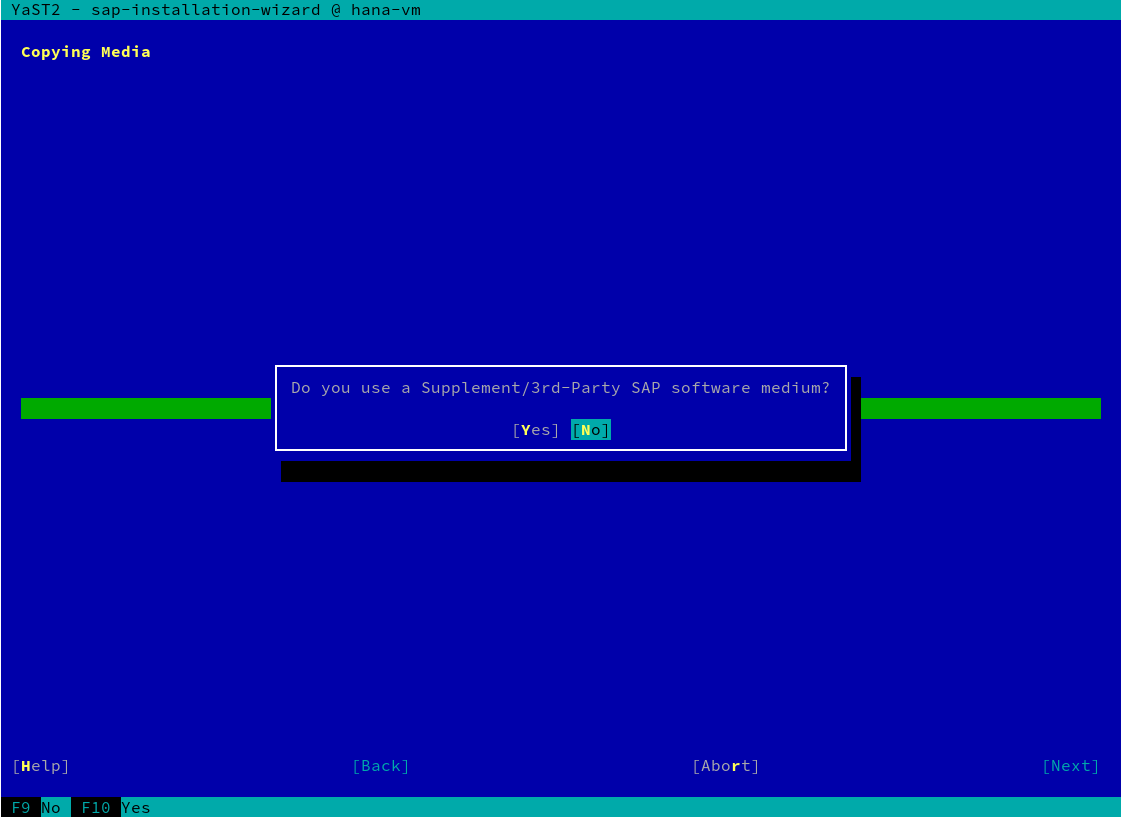 YaST2 - sap-installation-wizard @ hana-vm
Copying Media
Do you use a Supplement/3rd-Party SAP software medium?
[Yes] [No]
[Help] [Back] [Abort] [Next]
F9 No F10 Yes